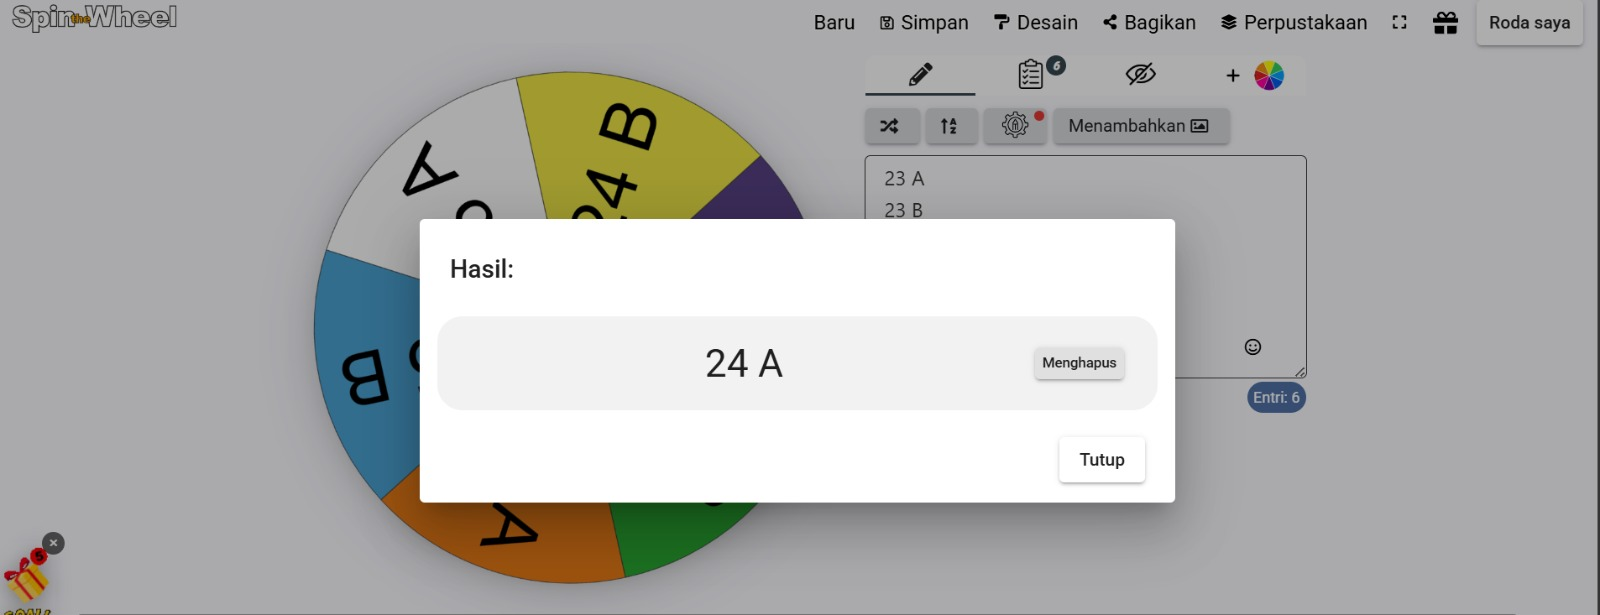 Spin the Wheel
Baru Simpan Desain Bagikan Perpustakaan Roda saya
6
Menambahkan
23 A
23 B
24 B
A
B
A
Hasil:
24 A Menghapus
Entri: 6
Tutup
5